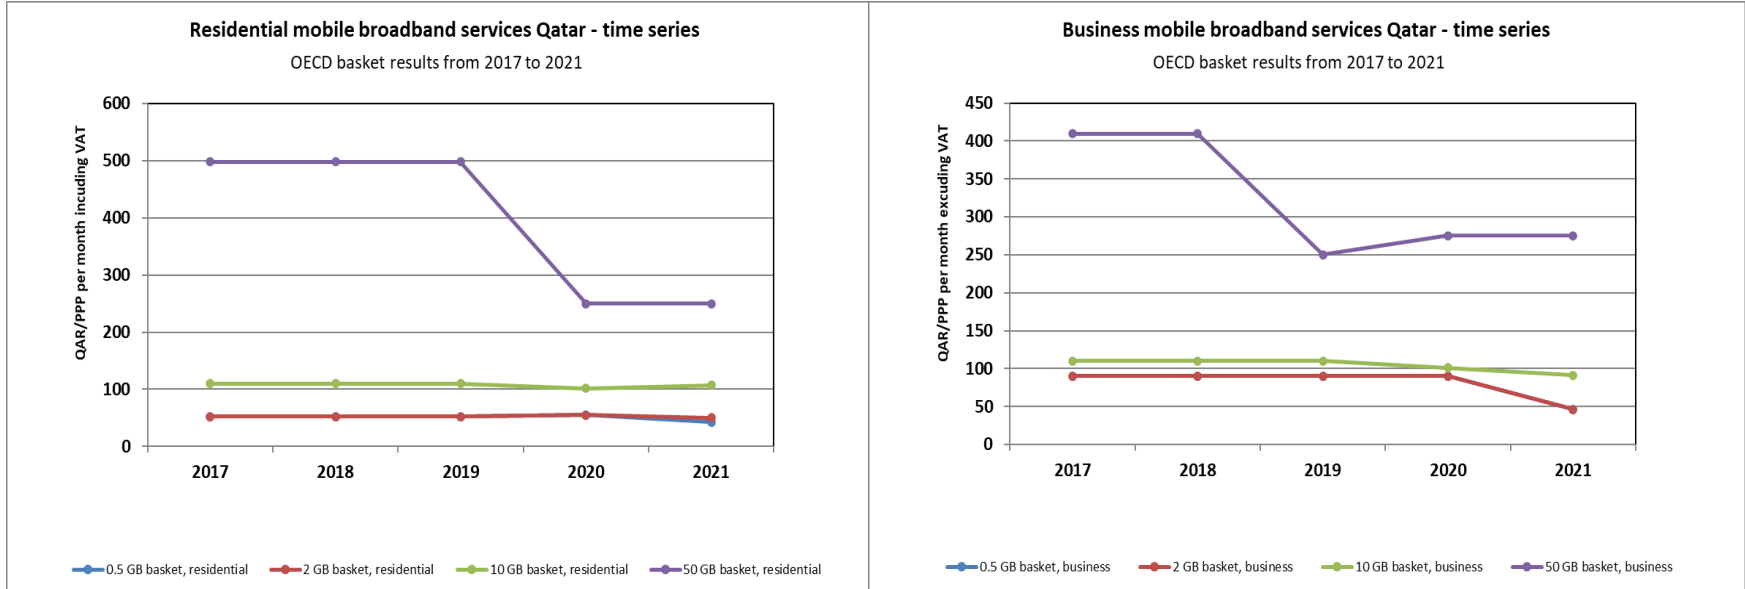 Residential mobile broadband services Qatar - time series
OECD basket results from 2017 to 2021
QAR/PPP per month incuding VAT
600
500
400
300
200
100
0
2017 2018 2019 2020 2021
0.5 GB basket, residential 2 GB basket, residential 10 GB basket, residential 50 GB basket, residential
Business mobile broadband services Qatar - time series
OECD basket results from 2017 to 2021
QAR/PPP per month excuding VAT
450
400
350
300
250
200
150
100
50
0
2017 2018 2019 2020 2021
0.5 GB basket, business 2 GB basket, business 10 GB basket, business 50 GB basket, business